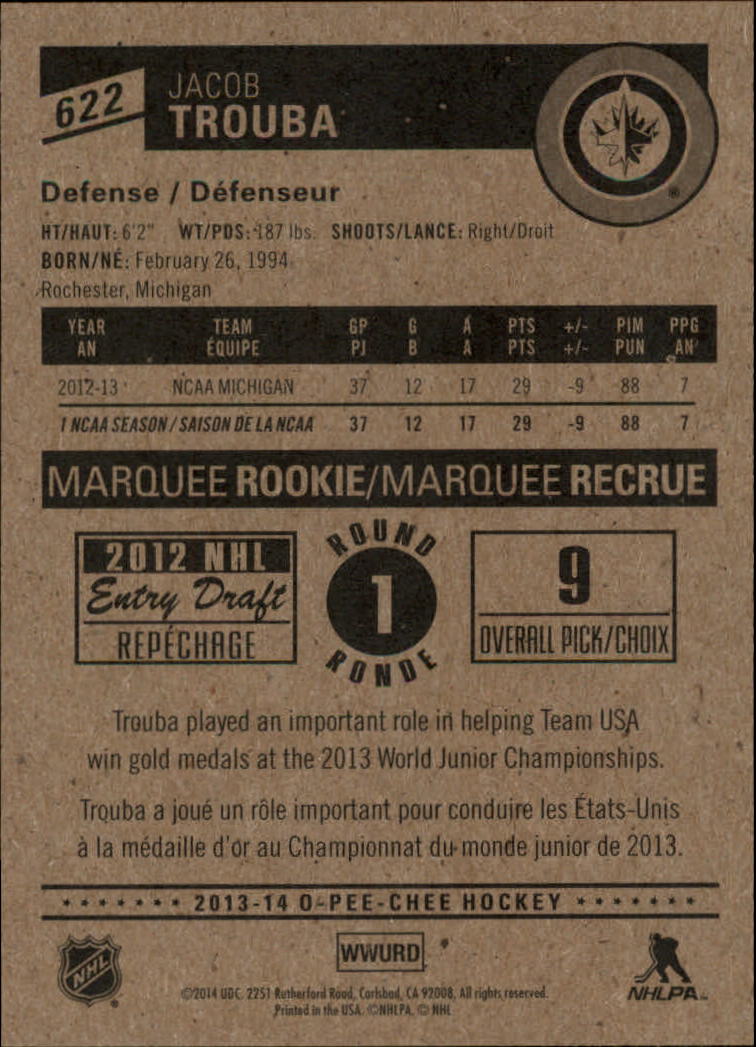 622
JACOB
TROUBA
Defense / Défenseur
HT/HAUT: 6'2" WT/PDS: 187 lbs. SHOOTS/LANCE: Right/Droit
BORN/NÉ: February 26, 1994
Rochester, Michigan
YEAR TEAM GP G A PTS +/- PIM PPG
AN ÉQUIPE PJ B A PTS +/- PUN AN
2012-13 NCAA MICHIGAN 37 12 17 29 -9 88 7
1 NCAA SEASON / SAISON DE LA NCAA 37 12 17 29 -9 88 7
MARQUEE ROOKIE/MARQUEE RECRUE
2012 NHL
Entry Draft
REPÉCHAGE
ROUND
1
RONDE
9
OVERALL PICK/CHOIX
Trouba played an important role in helping Team USA
win gold medals at the 2013 World Junior Championships.
Trouba a joué un rôle important pour conduire les États-Unis
à la médaille d'or au Championnat du monde junior de 2013.
2013-14 O-PEE-CHEE HOCKEY
NHL
WWURD
NHLPA
©2014 UDC. 2251 Rutherford Road, Carlsbad, CA 92008. All rights reserved.
Printed in the USA. ©NHLPA. © NHL